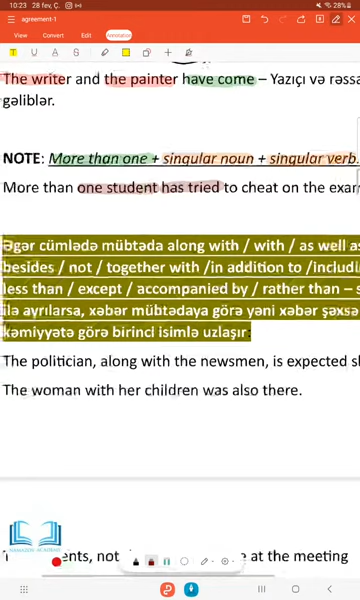 10:23 28 fev, Ç. 28%
agreement-1
View Convert Edit Annotation
The writer and the painter have come – Yazıçı və rəssa
gəliblər.
NOTE: More than one + singular noun + singular verb.
More than one student has tried to cheat on the exa
Əgər cümlədə mübtəda along with / with / as well as
besides / not / together with /in addition to /includi
less than / except / accompanied by / rather than – s
ilə ayrılarsa, xəbər mübtədaya görə yəni xəbər şəxsə
kəmiyyətə görə birinci isimlə uzlaşır:
The politician, along with the newsmen, is expected s
The woman with her children was also there.
ents, not e at the meeting